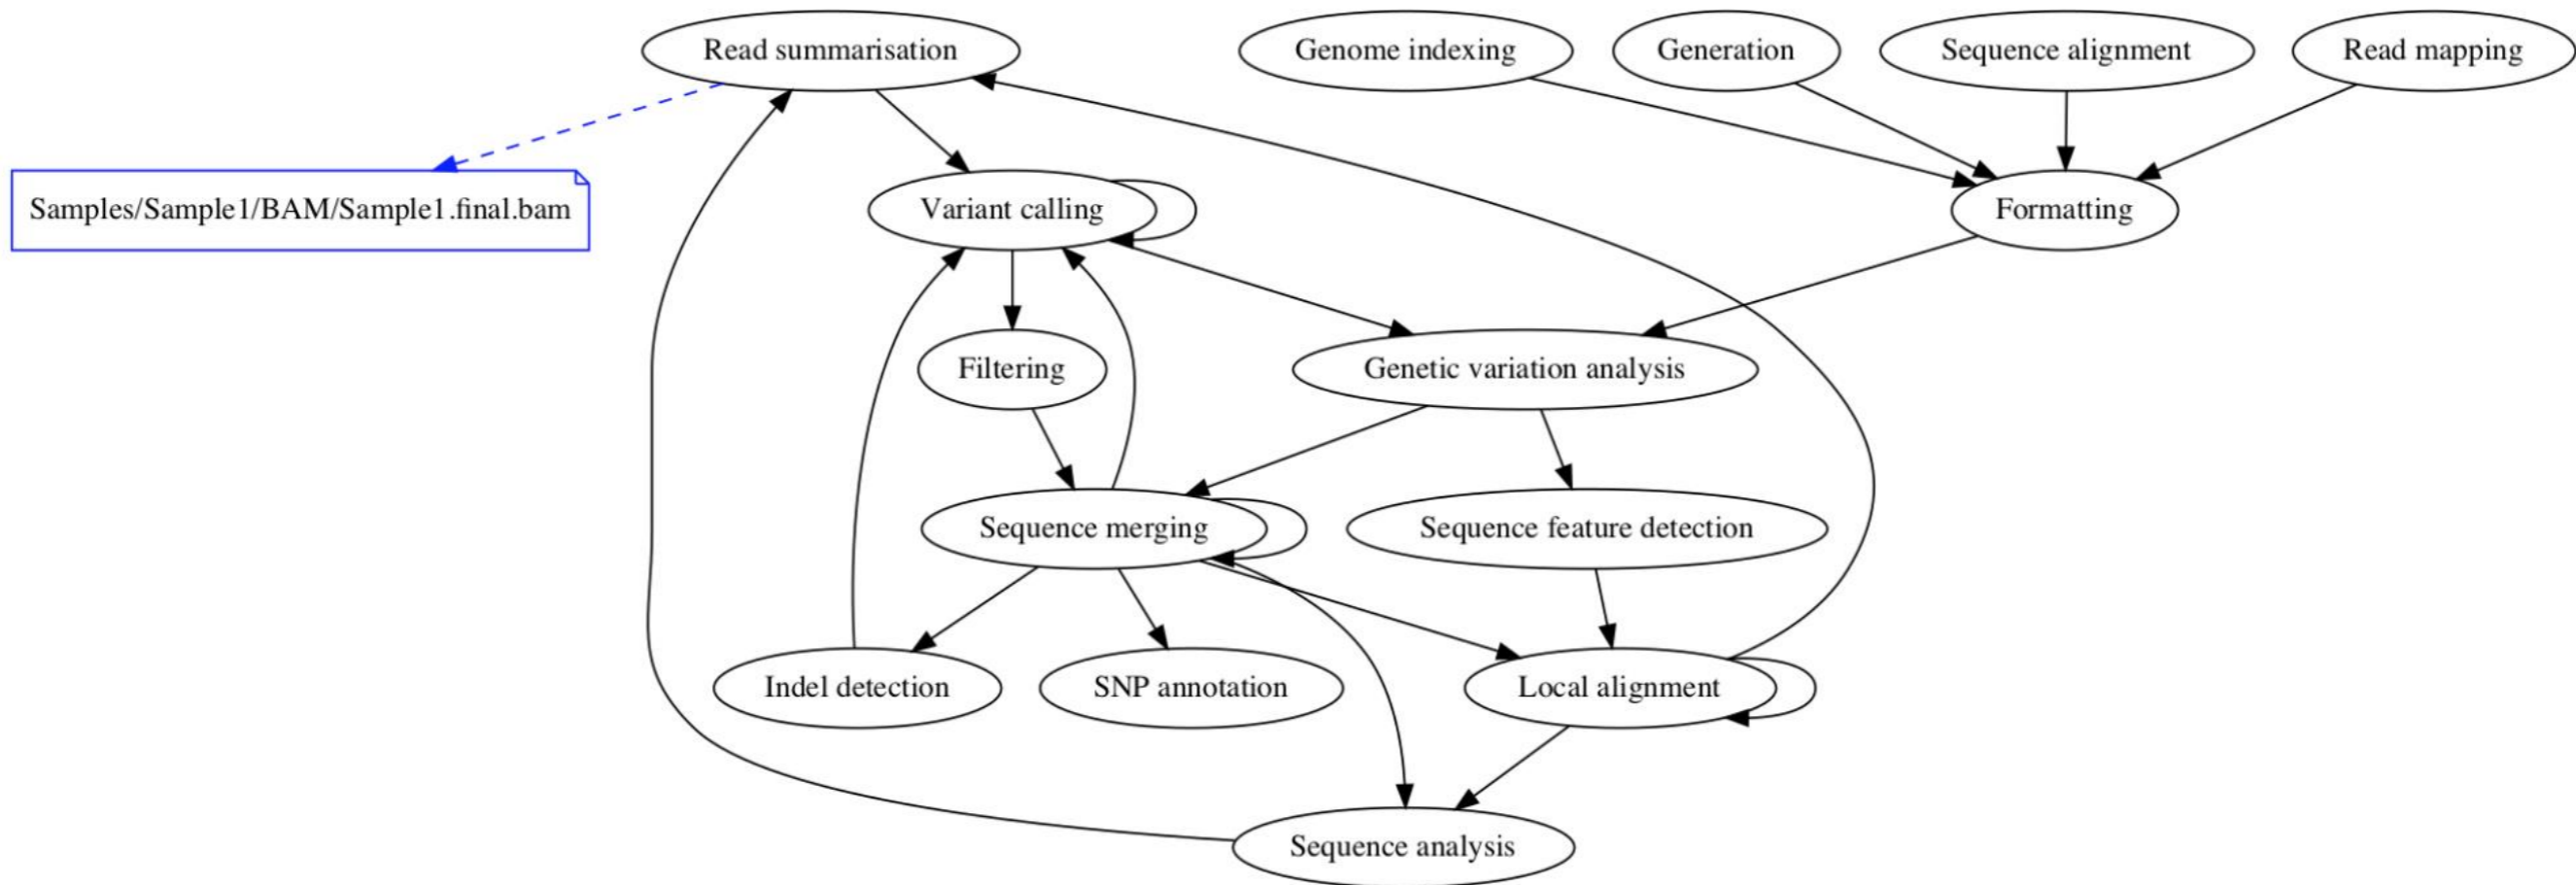 Read summarisation
Genome indexing
Generation
Sequence alignment
Read mapping
Samples/Sample1/BAM/Sample1.final.bam
Variant calling
Formatting
Filtering
Genetic variation analysis
Sequence merging
Sequence feature detection
Indel detection
SNP annotation
Local alignment
Sequence analysis